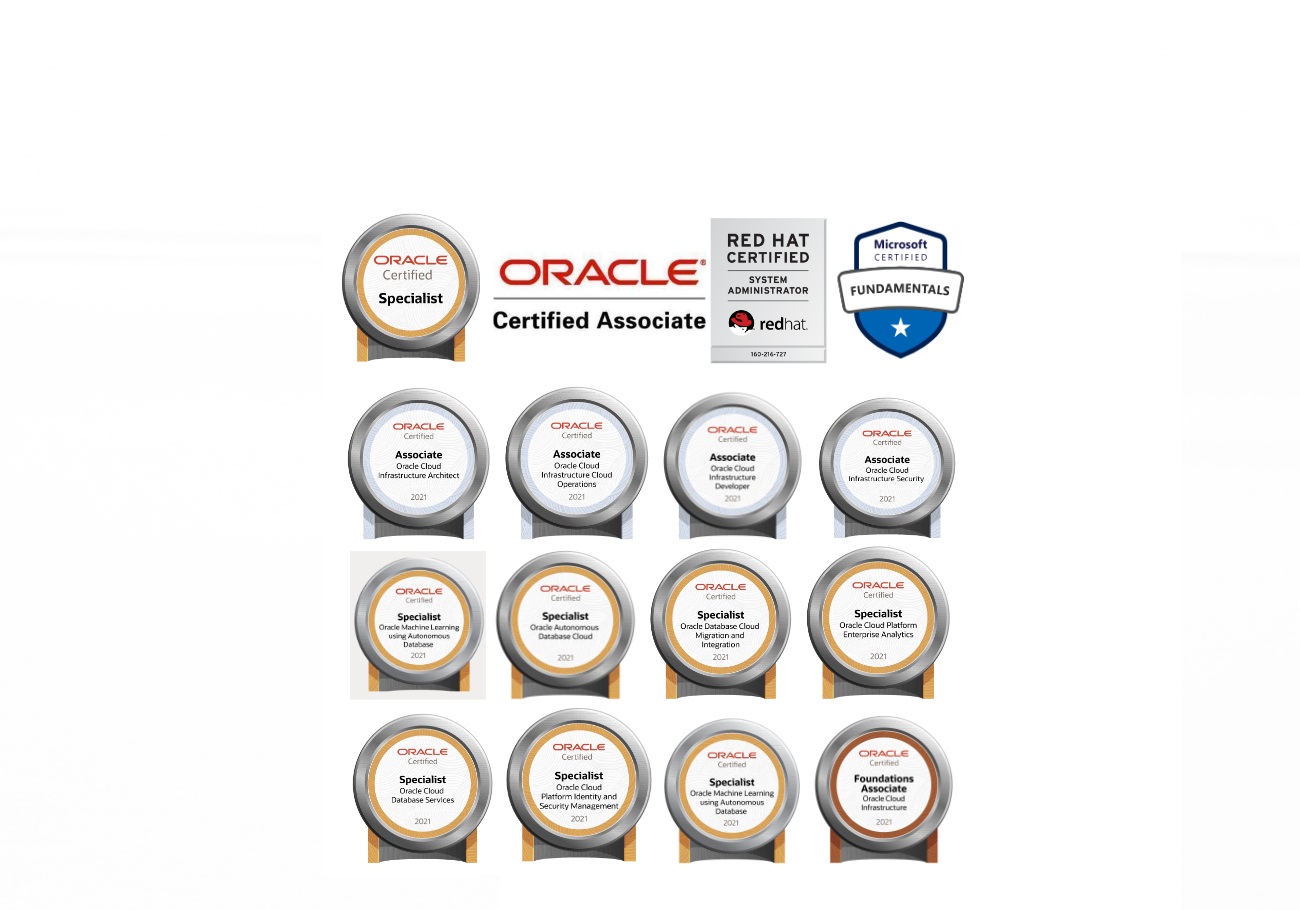 ORACLE
Certified
Specialist
ORACLE®
Certified Associate
RED HAT
CERTIFIED
SYSTEM
ADMINISTRATOR
redhat.
160-216-727
Microsoft
CERTIFIED
FUNDAMENTALS
ORACLE
Certified
Associate
Oracle Cloud
Infrastructure Architect
2021
ORACLE
Certified
Associate
Oracle Cloud
Infrastructure Cloud
Operations
2021
ORACLE
Certified
Associate
Oracle Cloud
Infrastructure
Developer
2021
ORACLE
Certified
Associate
Oracle Cloud
Infrastructure Security
2021
ORACLE
Certified
Specialist
Oracle Machine Learning
using Autonomous
Database
2021
ORACLE
Certified
Specialist
Oracle Autonomous
Database Cloud
2021
ORACLE
Certified
Specialist
Oracle Database Cloud
Migration and
Integration
2021
ORACLE
Certified
Specialist
Oracle Cloud Platform
Enterprise Analytics
2021
ORACLE
Certified
Specialist
Oracle Cloud
Database Services
2021
ORACLE
Certified
Specialist
Oracle Cloud
Platform Identity and
Security Management
2021
ORACLE
Certified
Specialist
Oracle Machine Learning
using Autonomous
Database
2021
ORACLE
Certified
Foundations
Associate
Oracle Cloud
Infrastructure
2021